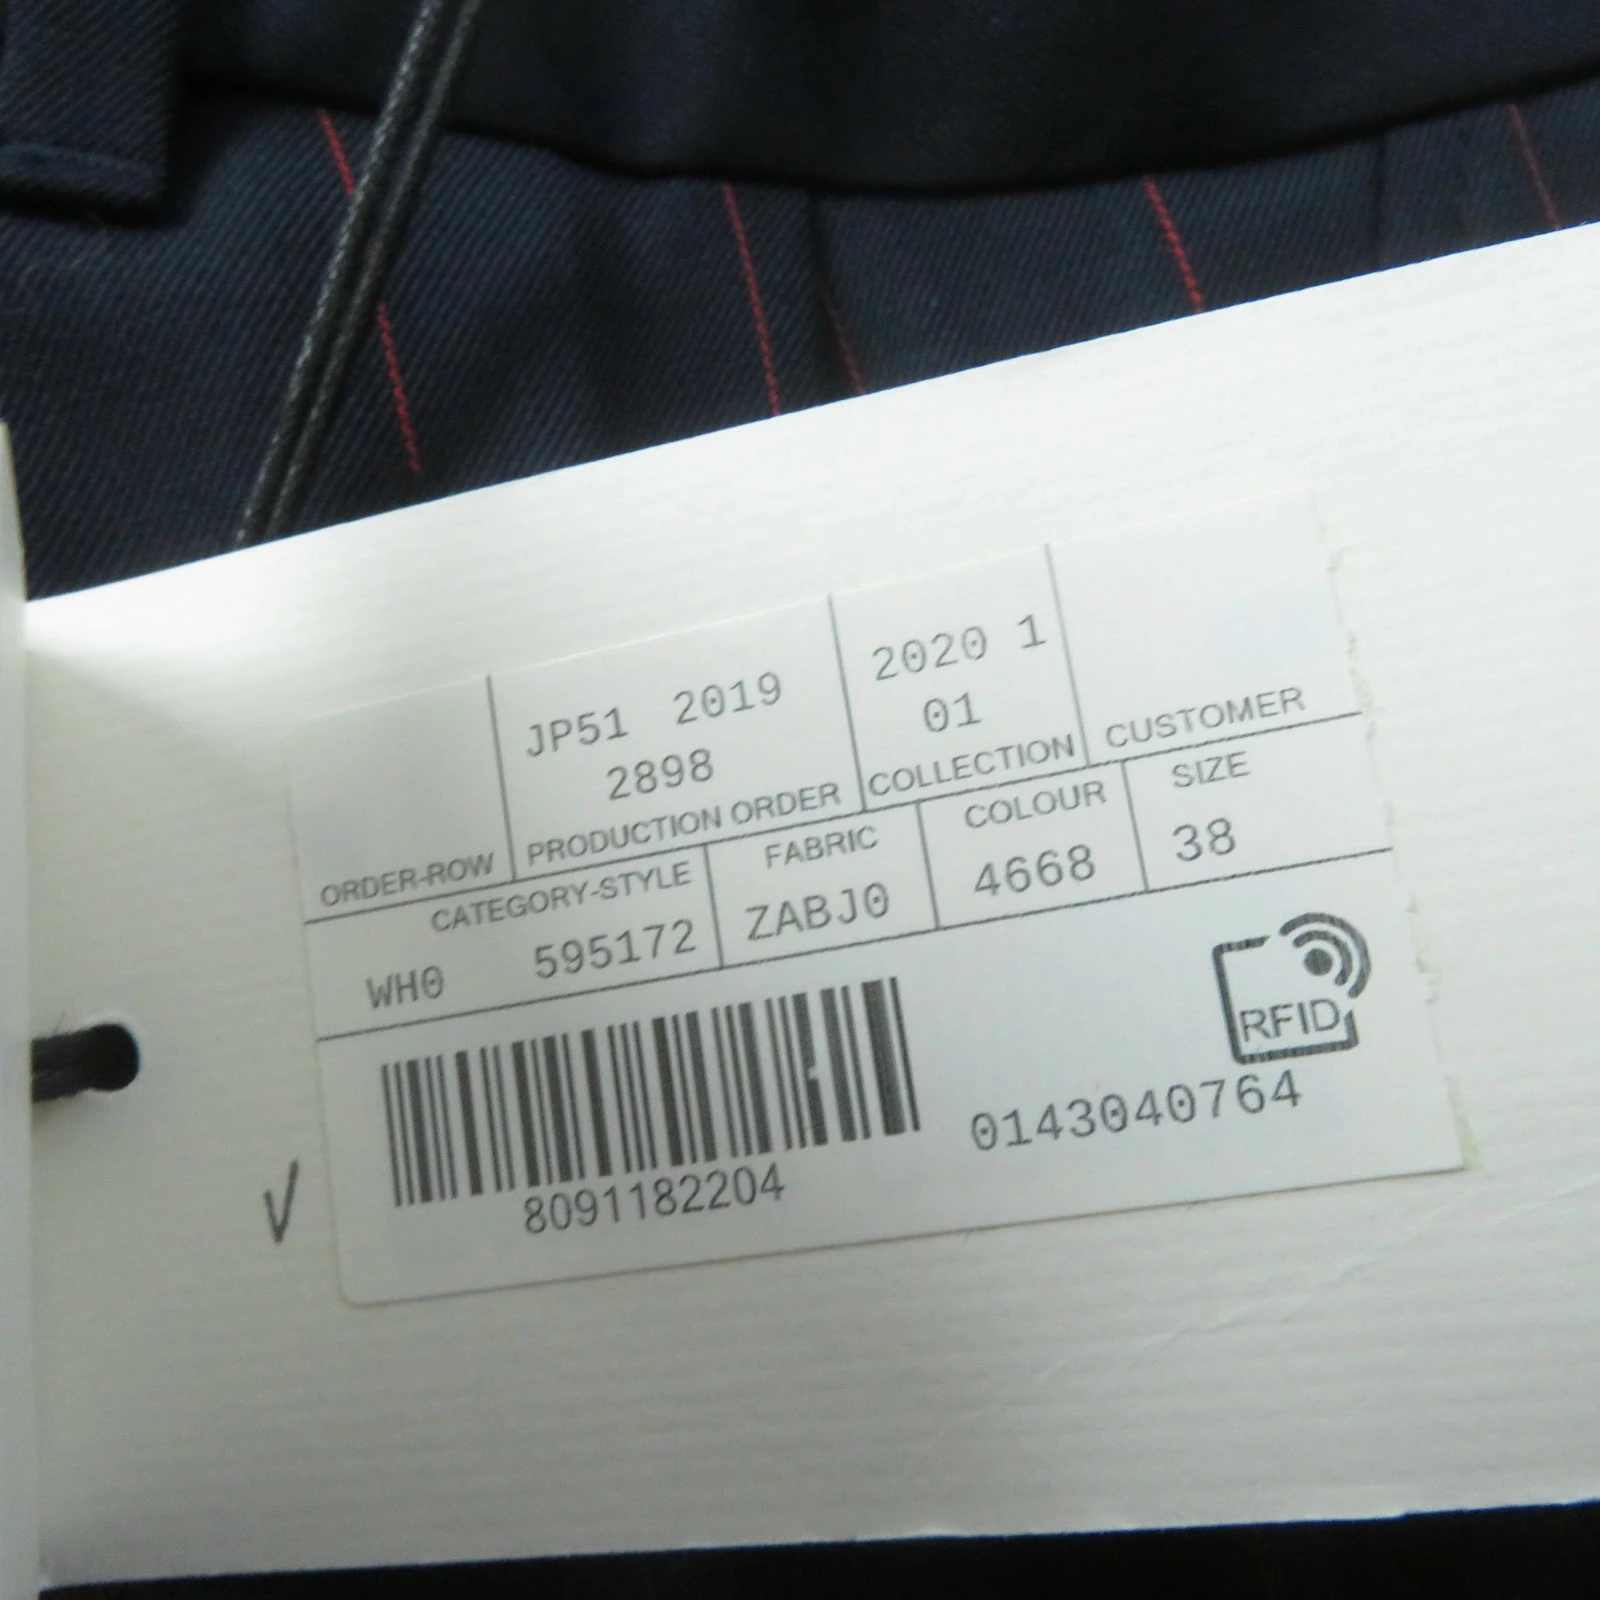 JP51 2019
2898
2020 1
01
ORDER-ROW
PRODUCTION ORDER
COLLECTION
CUSTOMER
CATEGORY-STYLE
FABRIC
COLOUR
SIZE
WH0 595172
ZABJ0
4668
38
RFID
8091182204
0143040764